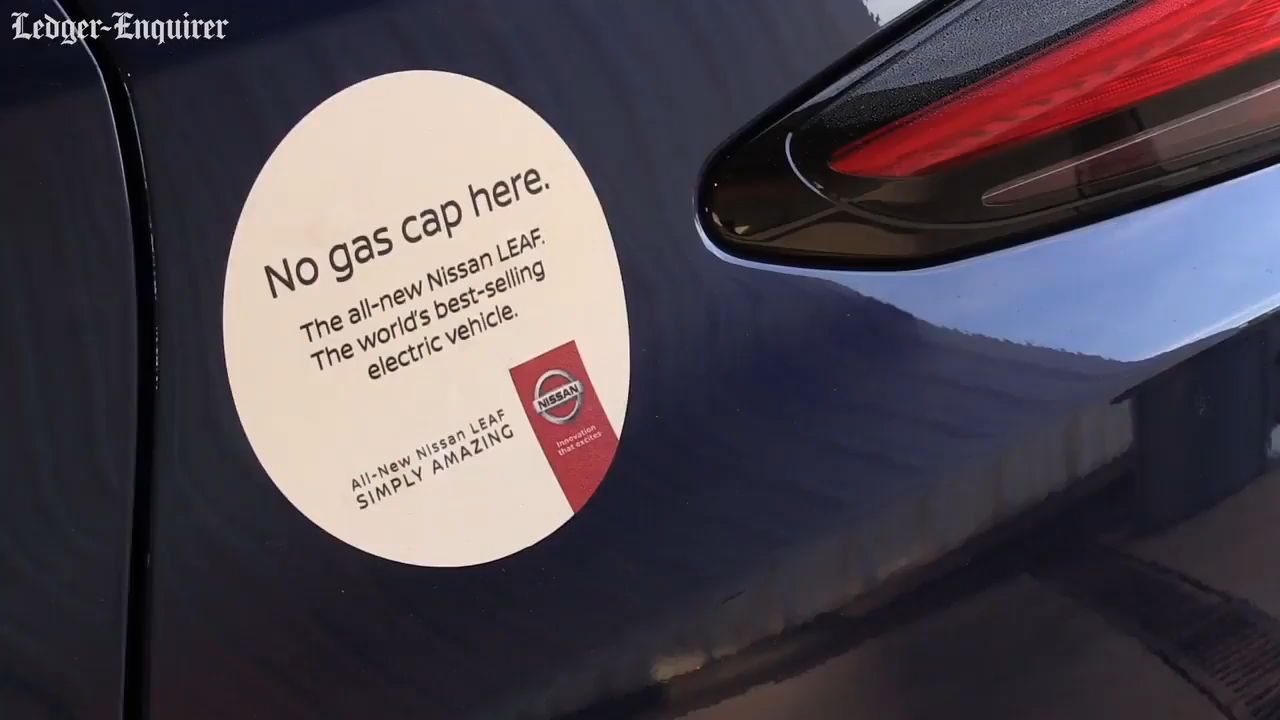 Ledger-Enquirer
No gas cap here.
The all-new Nissan LEAF.
The world's best-selling
electric vehicle.
All-New Nissan LEAF
SIMPLY AMAZING
NISSAN
Innovation
that excites